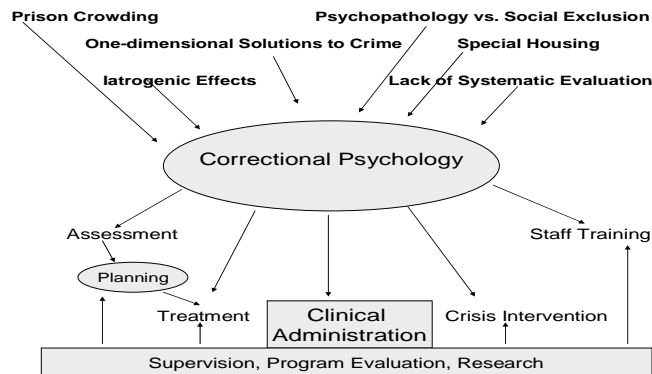 Prison Crowding
Psychopathology vs. Social Exclusion
One-dimensional Solutions to Crime
Special Housing
Iatrogenic Effects
Lack of Systematic Evaluation
Correctional Psychology
Assessment
Staff Training
Planning
Treatment
Clinical
Administration
Crisis Intervention
Supervision, Program Evaluation, Research